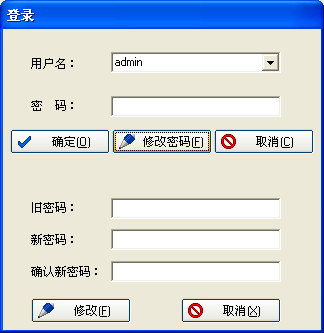 登录
用户名：admin
密　码：
确定(O) 修改密码(F) 取消(C)
旧密码：
新密码：
确认新密码：
修改(F) 取消(X)